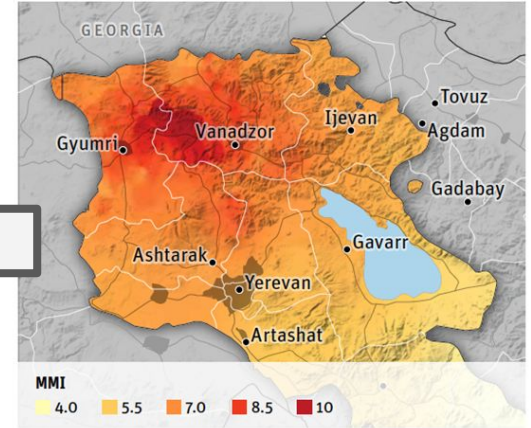 GEORGIA
Tovuz
Ijevan
Agdam
Vanadzor
Gyumri
Gadabay
Gavarr
Ashtarak
Yerevan
Artashat
MMI
4.0 5.5 7.0 8.5 10